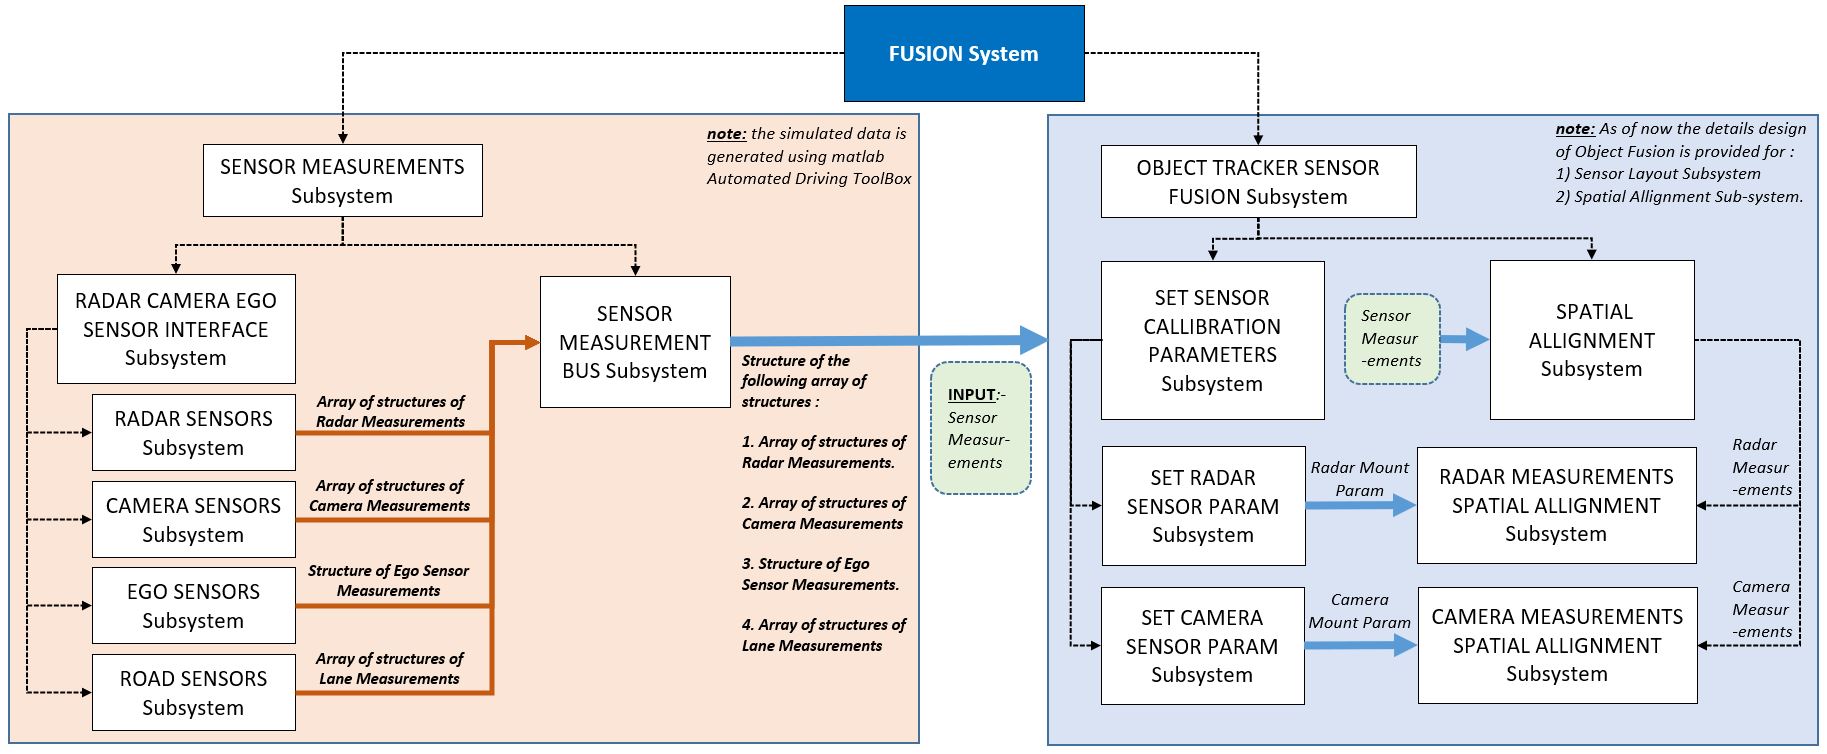 FUSION System
note: the simulated data is
generated using matlab
Automated Driving ToolBox
SENSOR MEASUREMENTS
Subsystem
RADAR CAMERA EGO
SENSOR INTERFACE
Subsystem
SENSOR
MEASUREMENT
BUS Subsystem
RADAR SENSORS
Subsystem
Array of structures of
Radar Measurements
CAMERA SENSORS
Subsystem
Array of structures of
Camera Measurements
EGO SENSORS
Subsystem
Structure of Ego Sensor
Measurements
ROAD SENSORS
Subsystem
Array of structures of
Lane Measurements
Structure of the
following array of
structures :
1. Array of structures of
Radar Measurements.
2. Array of structures of
Camera Measurements
3. Structure of Ego
Sensor Measurements.
4. Array of structures of
Lane Measurements
INPUT:-
Sensor
Measur-
ements
note: As of now the details design
of Object Fusion is provided for :
1) Sensor Layout Subsystem
2) Spatial Allignment Sub-system.
OBJECT TRACKER SENSOR
FUSION Subsystem
SET SENSOR
CALLIBRATION
PARAMETERS
Subsystem
Sensor
Measur
-ements
SPATIAL
ALLIGNMENT
Subsystem
SET RADAR
SENSOR PARAM
Subsystem
Radar Mount
Param
RADAR MEASUREMENTS
SPATIAL ALLIGNMENT
Subsystem
Radar
Measur
-ements
SET CAMERA
SENSOR PARAM
Subsystem
Camera
Mount Param
CAMERA MEASUREMENTS
SPATIAL ALLIGNMENT
Subsystem
Camera
Measur
-ements